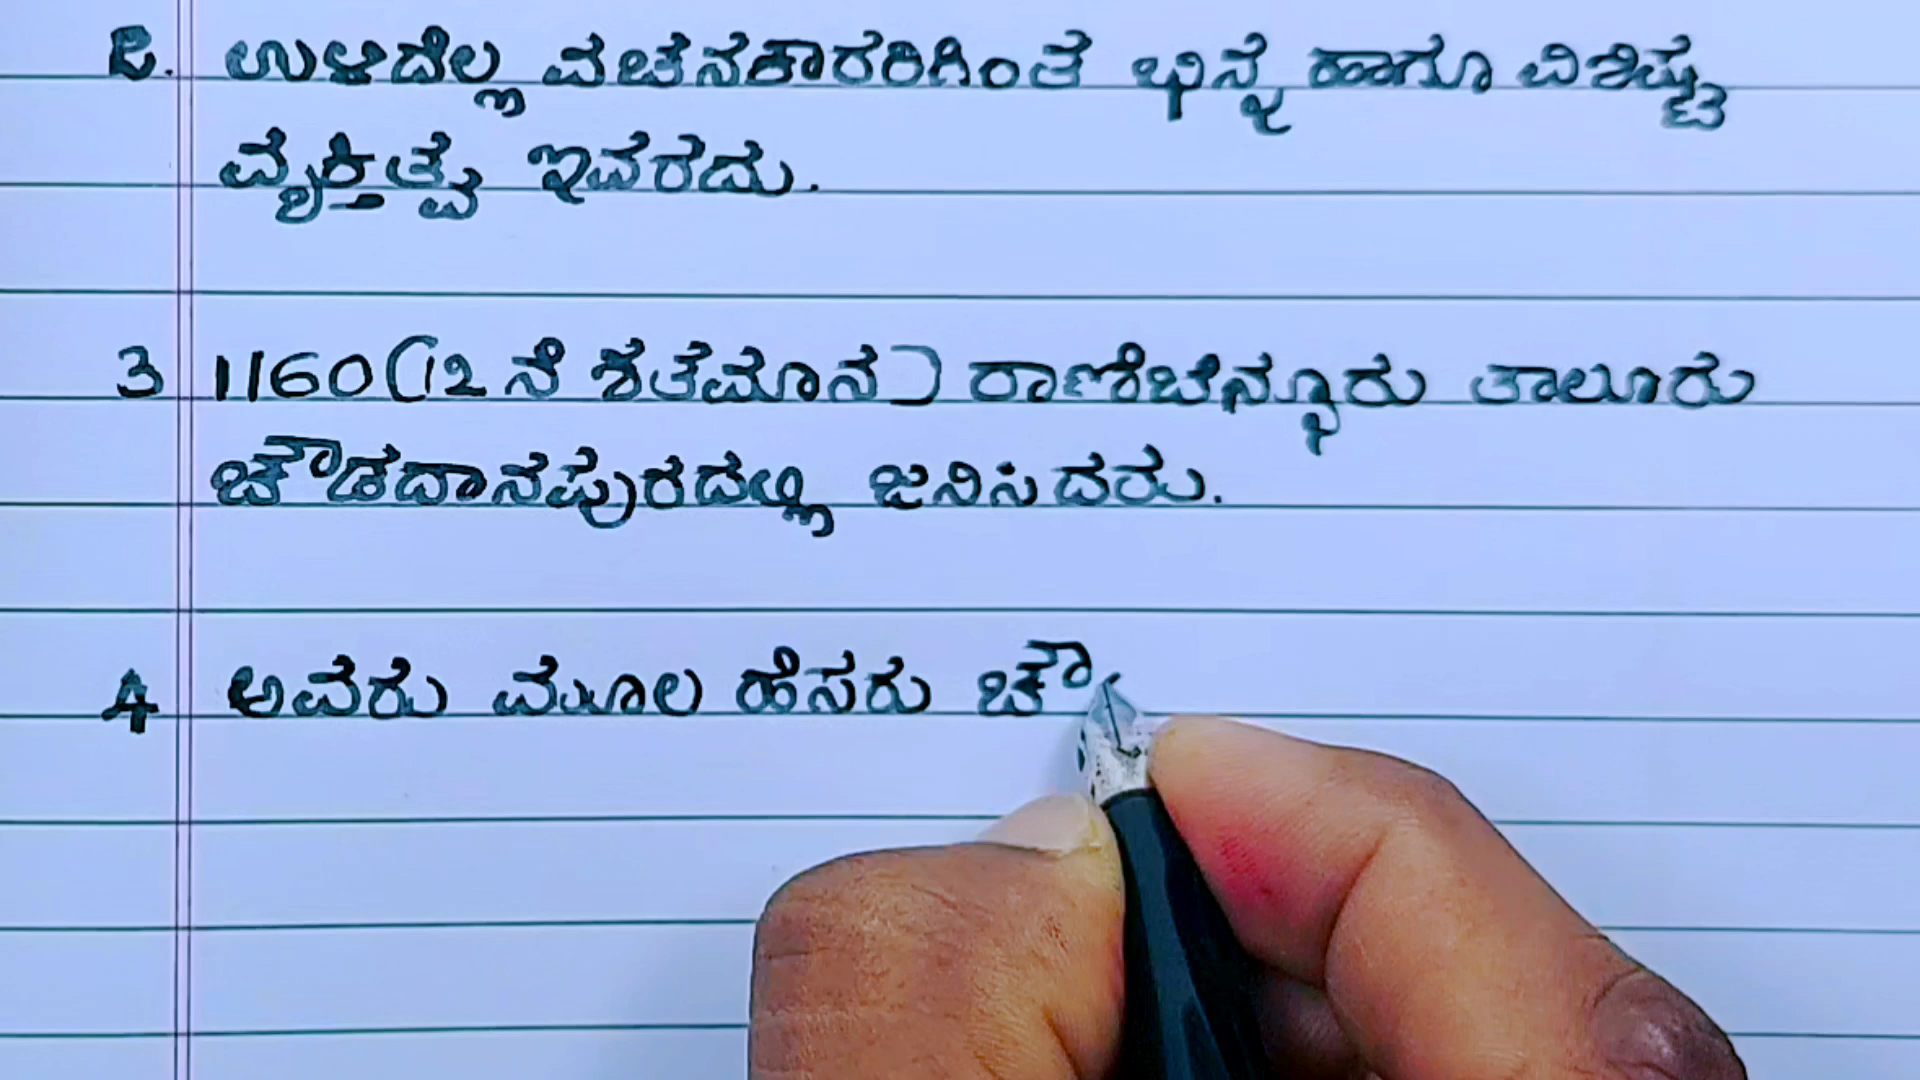 2. ಉಳಿದೆಲ್ಲ ವಚನಕಾರರಿಗಿಂತ ಭಿನ್ನ ಹಾಗೂ ವಿಶಿಷ್ಟ
ವ್ಯಕ್ತಿತ್ವ ಇವರದು.
3 1160(12 ನೆ ಶತಮಾನ) ರಾಣೆಬೆನ್ನೂರು ತಾಲೂರು
ಚೌಡದಾನಪುರದಲ್ಲಿ ಜನಿಸಿದರು.
4 ಅವರು ಮೂಲ ಹೆಸರು ಚೌ